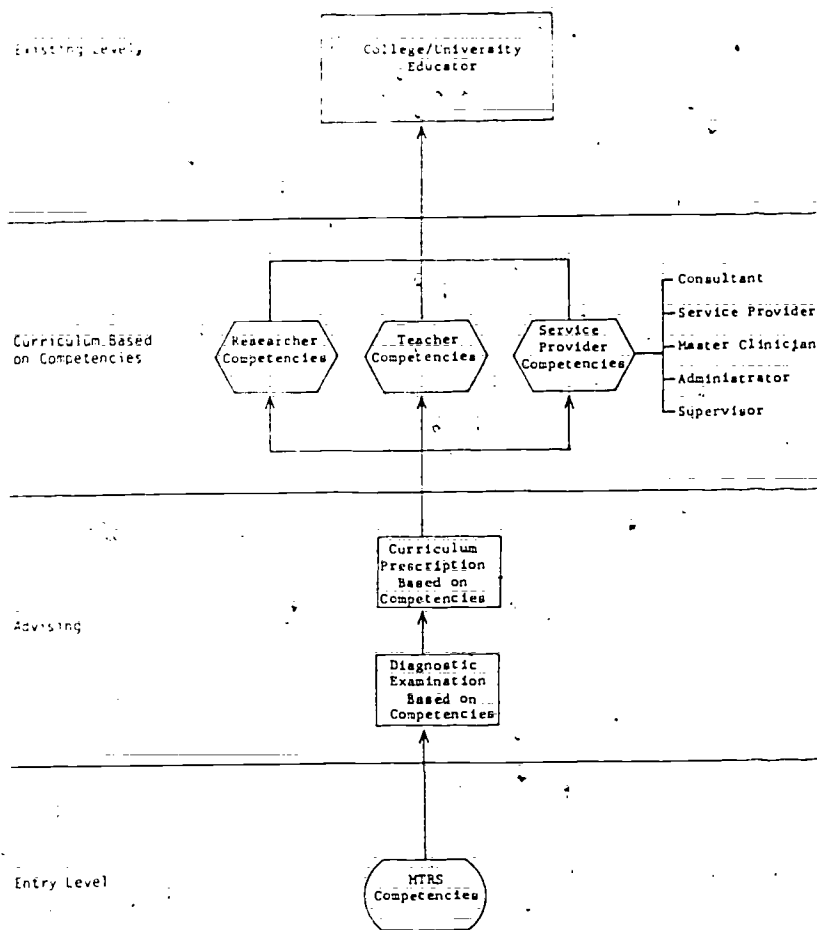 Existing Level,
College/University
Educator
Curriculum Based
on Competencies
Researcher
Competencies
Teacher
Competencies
Service
Provider
Competencies
Consultant
Service Provider
Master Clinician
Administrator
Supervisor
Advising
Curriculum
Prescription
Based on
Competencies
Diagnostic
Examination
Based on
Competencies
Entry Level
MTRS
Competencies